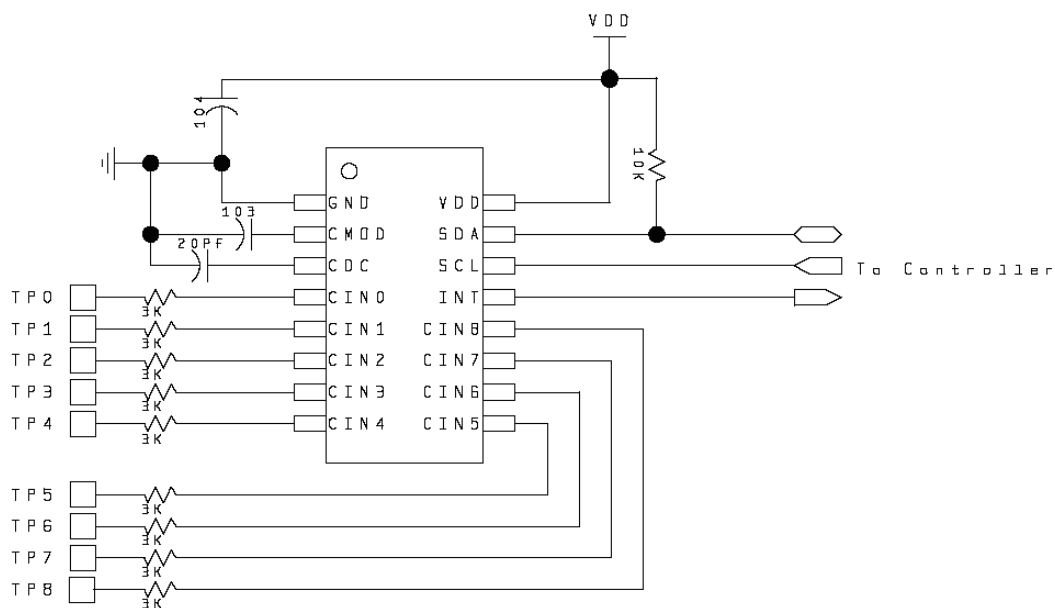 VDD
104
10K
GND VDD
103
CMOD SDA
20PF
CDC SCL
To Controller
TP0 3K CIN0 INT
TP1 3K CIN1 CIN8
TP2 3K CIN2 CIN7
TP3 3K CIN3 CIN6
TP4 3K CIN4 CIN5
TP5 3K
TP6 3K
TP7 3K
TP8 3K